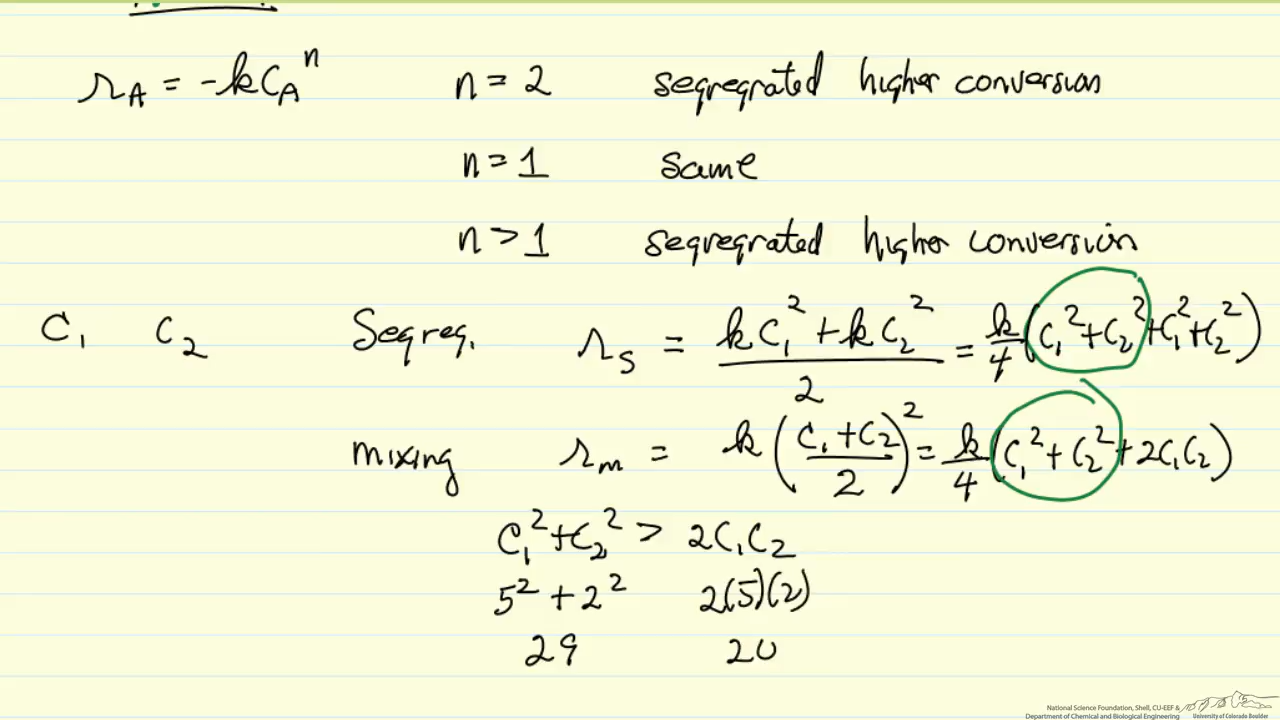 r_A = -kC_A^n    n = 2    segregrated higher conversion
n = 1    same
n > 1    segregrated higher conversion
C_1    C_2    Segreg.    r_S = (kC_1^2 + kC_2^2)/2 = k/4 (C_1^2 + C_2^2 + C_1^2 + C_2^2)
mixing    r_m = k((C_1 + C_2)/2)^2 = k/4 (C_1^2 + C_2^2 + 2C_1C_2)
C_1^2 + C_2^2 > 2C_1C_2
5^2 + 2^2    2(5)(2)
29    20
National Science Foundation, Shell, CU-EEF &
Department of Chemical and Biological Engineering    University of Colorado Boulder